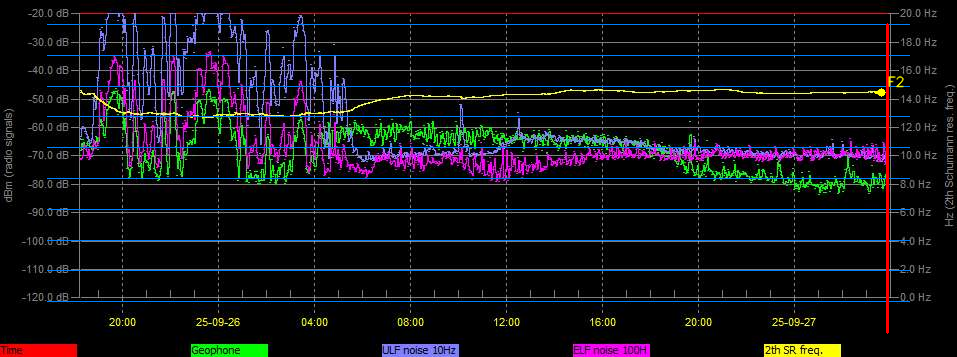 -20.0 dB
20.0 Hz
-30.0 dB
18.0 Hz
-40.0 dB
16.0 Hz
F2
-50.0 dB
14.0 Hz
-60.0 dB
12.0 Hz
-70.0 dB
10.0 Hz
-80.0 dB
8.0 Hz
-90.0 dB
6.0 Hz
-100.0 dB
4.0 Hz
-110.0 dB
2.0 Hz
-120.0 dB
0.0 Hz
dBm (radio signals)
Hz (2th Schumann res. freq.)
20:00 25-09-26 04:00 08:00 12:00 16:00 20:00 25-09-27
Time Geophone ULF noise 10Hz ELF noise 100H 2th SR freq.